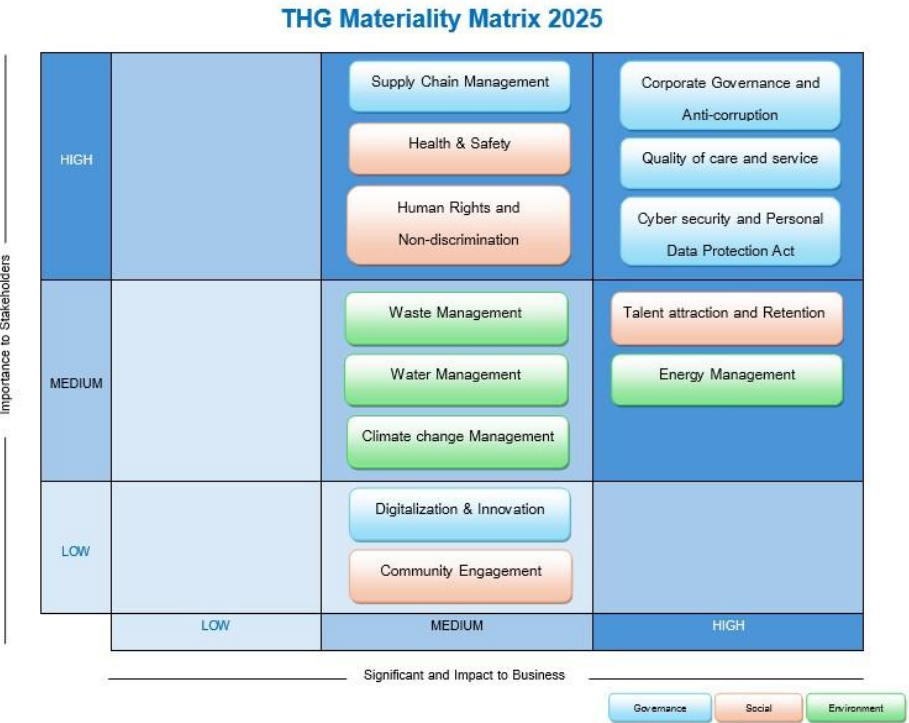 THG Materiality Matrix 2025
Importance to Stakeholders
HIGH
Supply Chain Management
Health & Safety
Human Rights and
Non-discrimination
Corporate Governance and
Anti-corruption
Quality of care and service
Cyber security and Personal
Data Protection Act
MEDIUM
Waste Management
Water Management
Climate change Management
Talent attraction and Retention
Energy Management
LOW
Digitalization & Innovation
Community Engagement
LOW
MEDIUM
HIGH
Significant and Impact to Business
Governance
Social
Environment